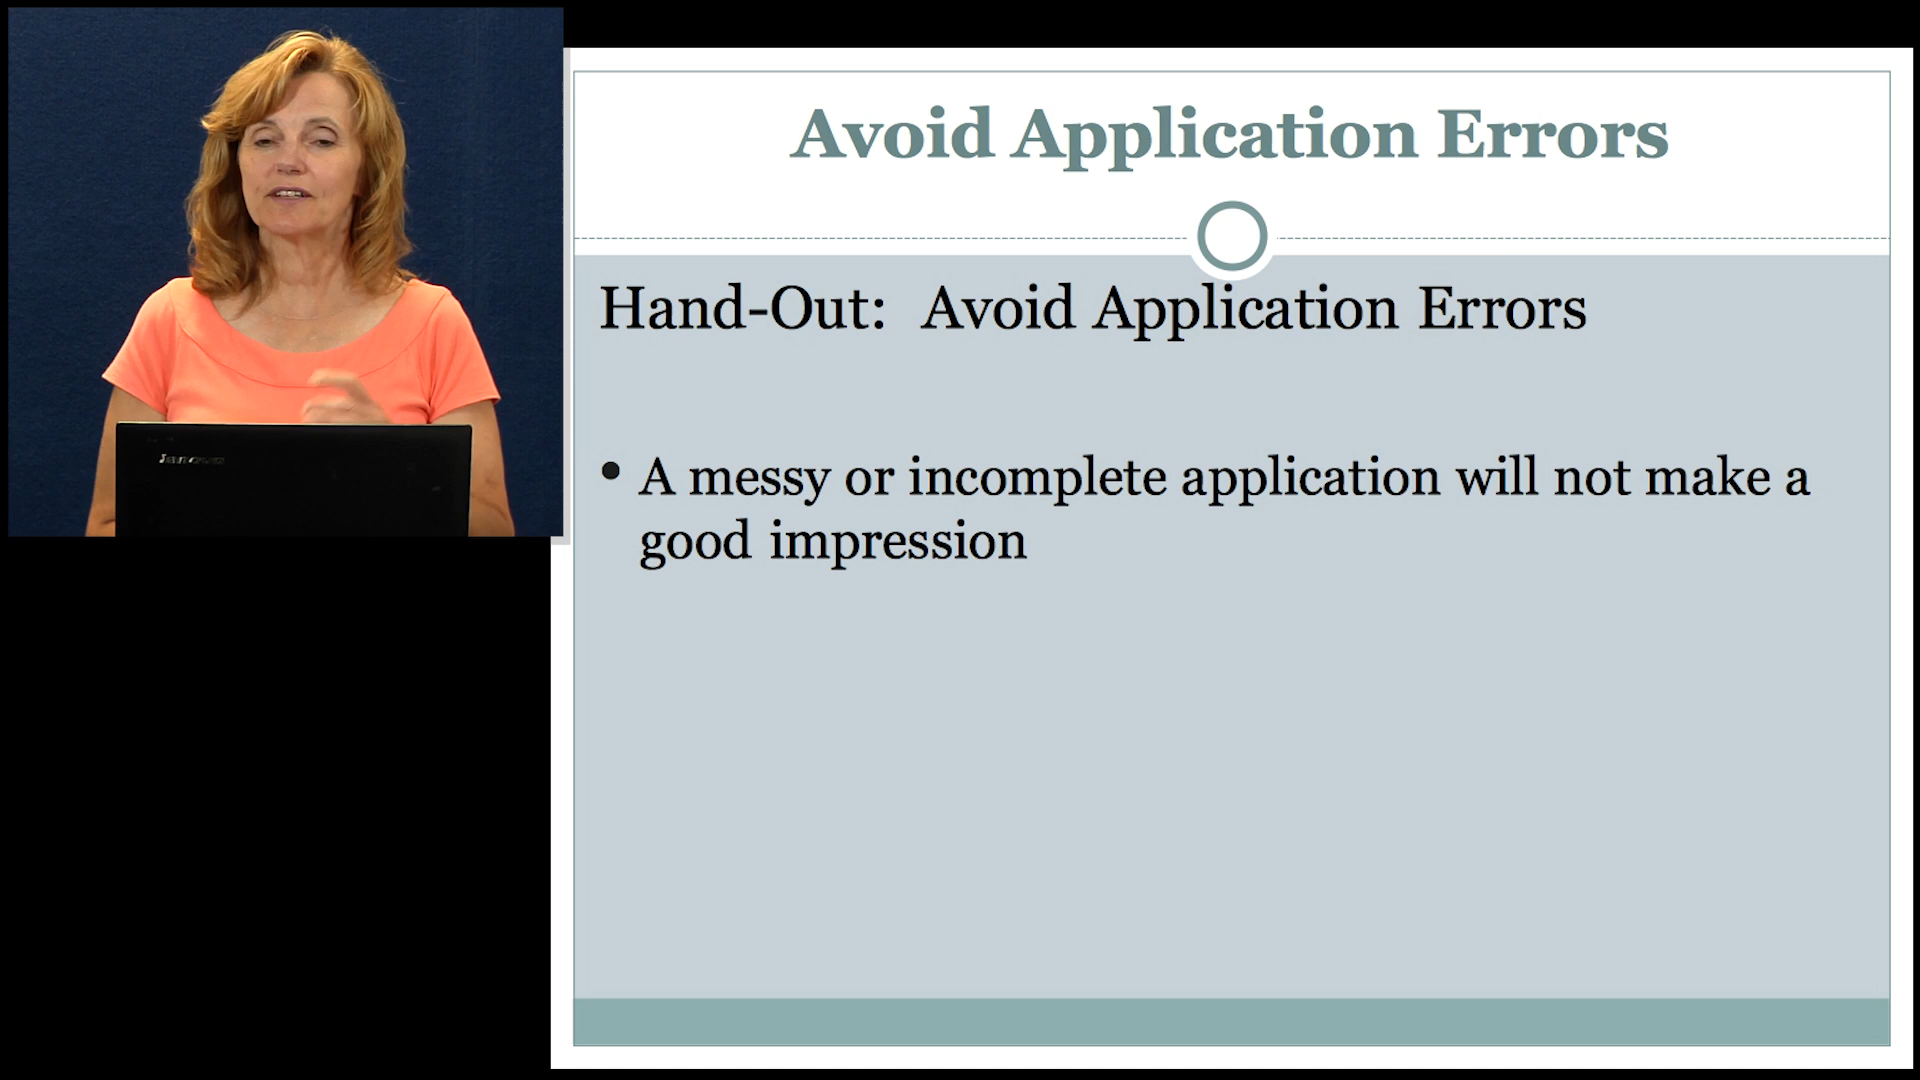 Avoid Application Errors
Hand-Out: Avoid Application Errors
• A messy or incomplete application will not make a
good impression